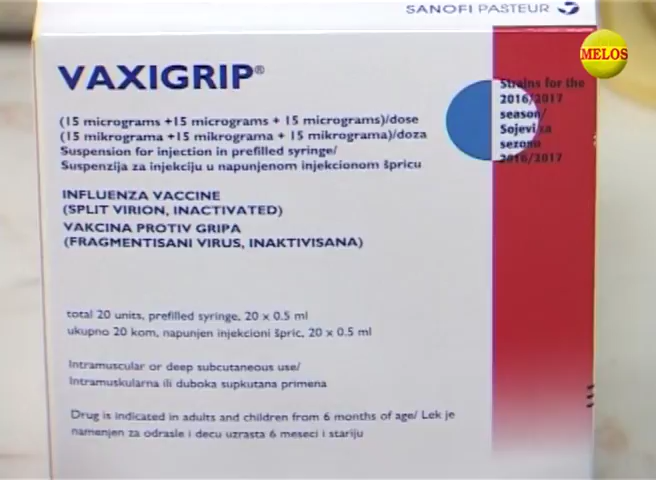 SANOFI PASTEUR
MELOS
VAXIGRIP®
Strains for the
2016/2017
season/
Sojevi za
sezonu
2016/2017
(15 micrograms +15 micrograms + 15 micrograms)/dose
(15 mikrograma +15 mikrograma + 15 mikrograma)/doza
Suspension for injection in prefilled syringe/
Suspenzija za injekciju u napunjenom injekcionom špricu
INFLUENZA VACCINE
(SPLIT VIRION, INACTIVATED)
VAKCINA PROTIV GRIPA
(FRAGMENTISANI VIRUS, INAKTIVISANA)
total 20 units, prefilled syringe, 20 x 0.5 ml
ukupno 20 kom, napunjen injekcioni špric, 20 x 0.5 ml
Intramuscular or deep subcutaneous use/
Intramuskularna ili duboka supkutana primena
Drug is indicated in adults and children from 6 months of age/ Lek je
namenjen za odrasle i decu uzrasta 6 meseci i stariju